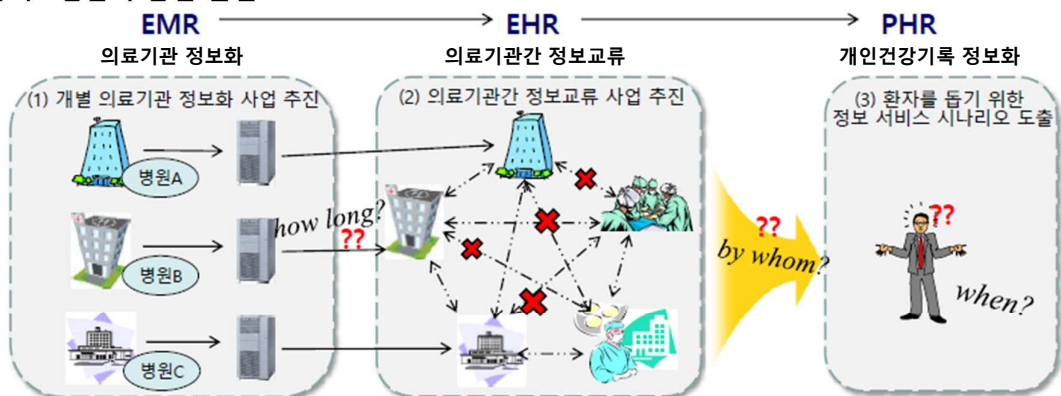 EMR
EHR
PHR
의료기관 정보화
의료기관간 정보교류
개인건강기록 정보화
(1) 개별 의료기관 정보화 사업 추진
병원A
병원B
병원C
how long?
??
(2) 의료기관간 정보교류 사업 추진
??
by whom?
(3) 환자를 돕기 위한
정보 서비스 시나리오 도출
??
when?